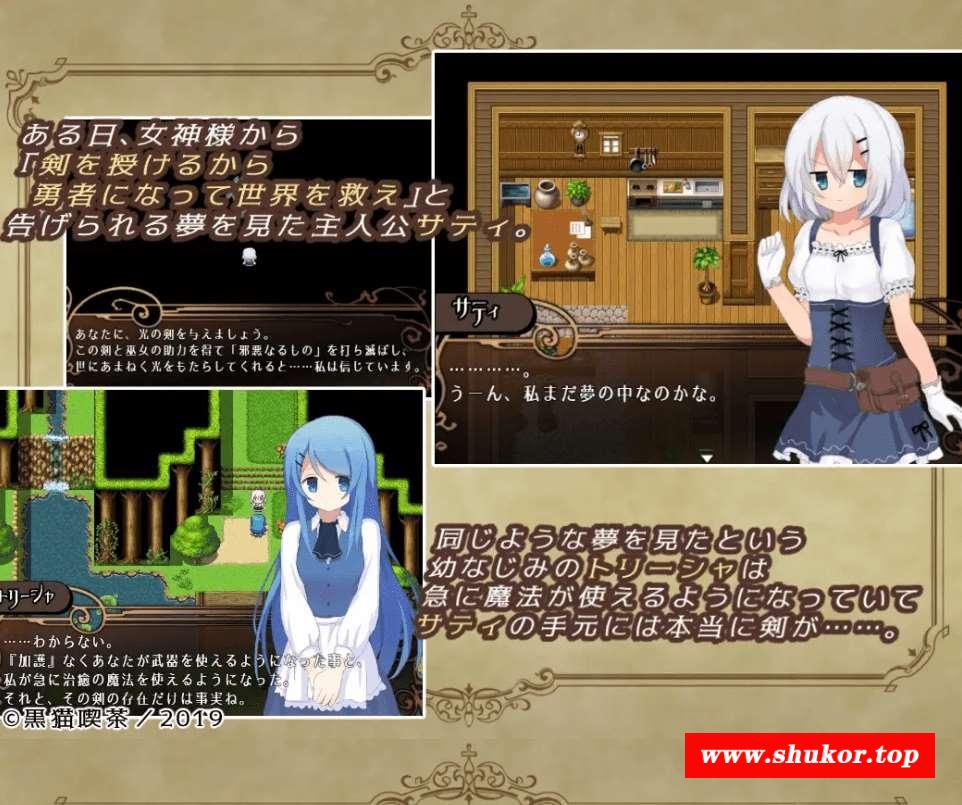 ある日、女神様から
「剣を授けるから
勇者になって世界を救え」と
告げられる夢を見た主人公サティ。
あなたに、光の剣を与えましょう。
この剣と巫女の助力を得て「邪悪なるもの」を打ち滅ぼし、
世にあまねく光をもたらしてくれると……私は信じています。
サティ
…………。
うーん、私まだ夢の中なのかな。
トリーシャ
……わからない。
『加護』なくあなたが武器を使えるようになった事と、
私が急に治癒の魔法を使えるようになった。
それと、その剣の存在だけは事実ね。
同じような夢を見たという
幼なじみのトリーシャは
急に魔法が使えるようになっていて
サティの手元には本当に剣が……。
©黒猫喫茶/2019
www.shukor.top